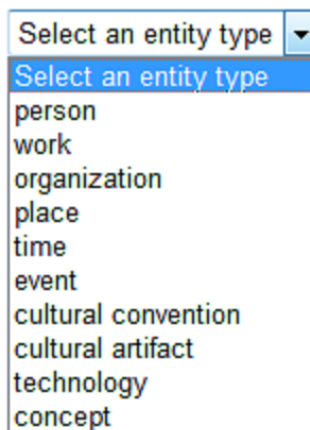 Select an entity type
Select an entity type
person
work
organization
place
time
event
cultural convention
cultural artifact
technology
concept